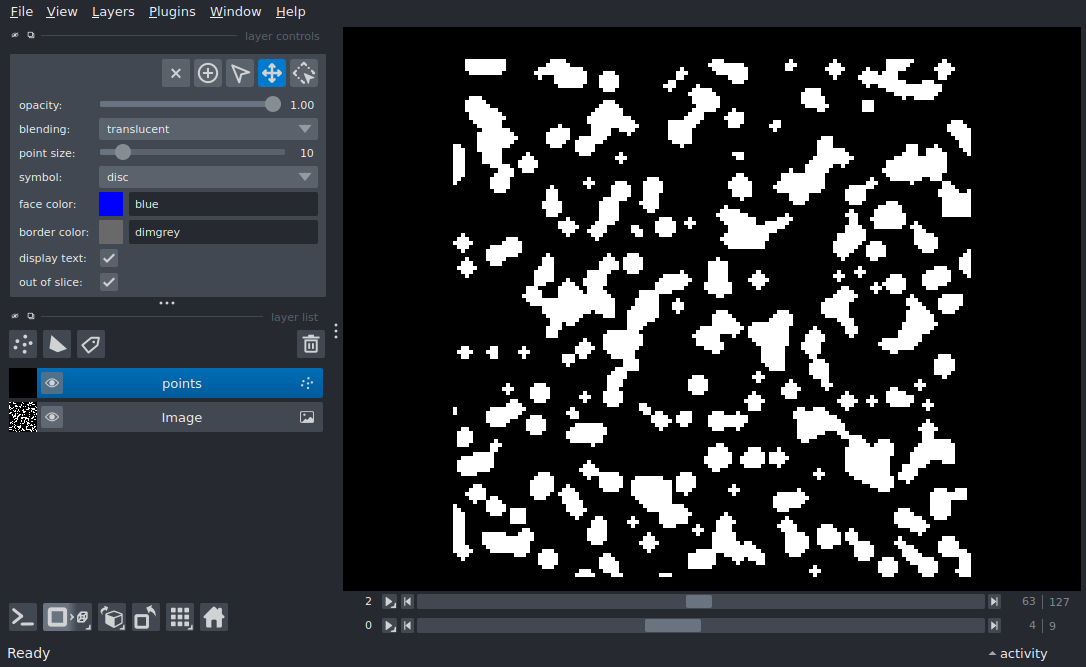 File View Layers Plugins Window Help
layer controls
opacity: 1.00
blending: translucent
point size: 10
symbol: disc
face color: blue
border color: dimgrey
display text:
out of slice:
layer list
points
Image
2 63 127
0 4 9
Ready activity